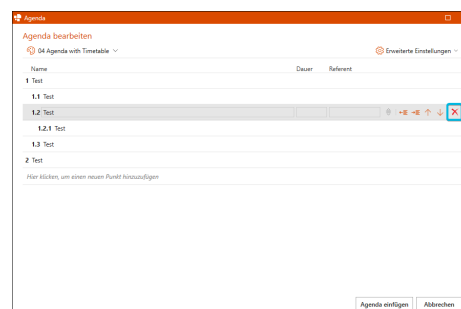 Agenda
Agenda bearbeiten
04 Agenda with Timetable
Erweiterte Einstellungen
Name Dauer Referent
1 Test
1.1 Test
1.2 Test
1.2.1 Test
1.3 Test
2 Test
Hier klicken, um einen neuen Punkt hinzuzufügen
Agenda einfügen Abbrechen